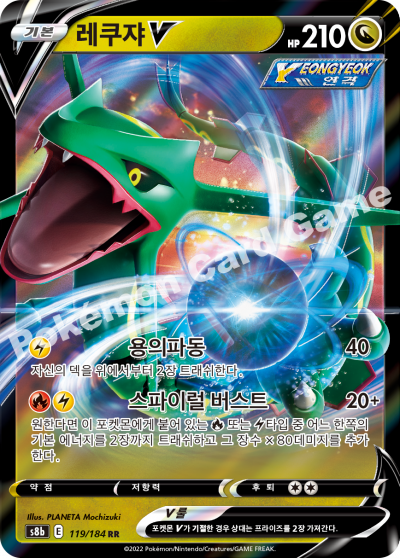 기본 레쿠쟈 V HP 210
YEONGYEOK
연격
Pokémon Card Game
용의파동 40
자신의 덱을 위에서부터 2장 트래쉬한다.
스파이럴 버스트 20+
원한다면 이 포켓몬에게 붙어 있는 또는 타입 중 어느 한쪽의
기본 에너지를 2장까지 트래쉬하고 그 장수 × 80데미지를 추가
한다.
약점 저항력 후퇴
Illus. PLANETA Mochizuki
V 룰
포켓몬 V가 기절한 경우 상대는 프라이즈를 2장 가져간다.
s8b E 119/184 RR
©2022 Pokémon/Nintendo/Creatures/GAME FREAK.